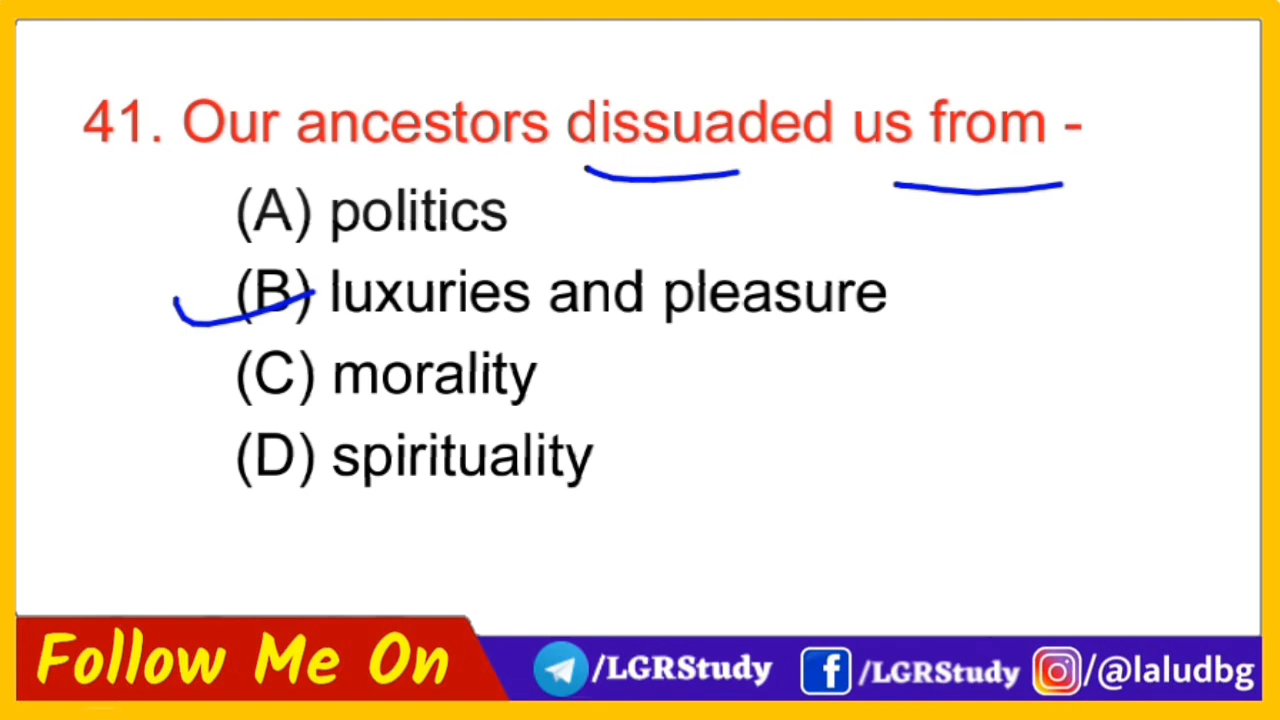 41. Our ancestors dissuaded us from -
(A) politics
(B) luxuries and pleasure
(C) morality
(D) spirituality
Follow Me On /LGRStudy /LGRStudy /@laludbg